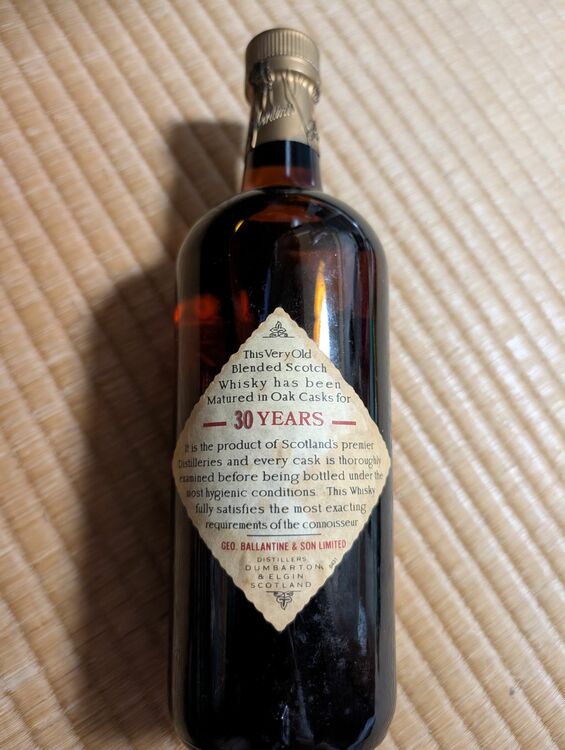 This Very Old
Blended Scotch
Whisky has been
Matured in Oak Casks for
30 YEARS
It is the product of Scotland's premier
Distilleries and every cask is thoroughly
examined before being bottled under the
most hygienic conditions. This Whisky
fully satisfies the most exacting
requirements of the connoisseur
GEO. BALLANTINE & SON LIMITED
DISTILLERS
DUMBARTON,
& ELGIN
SCOTLAND